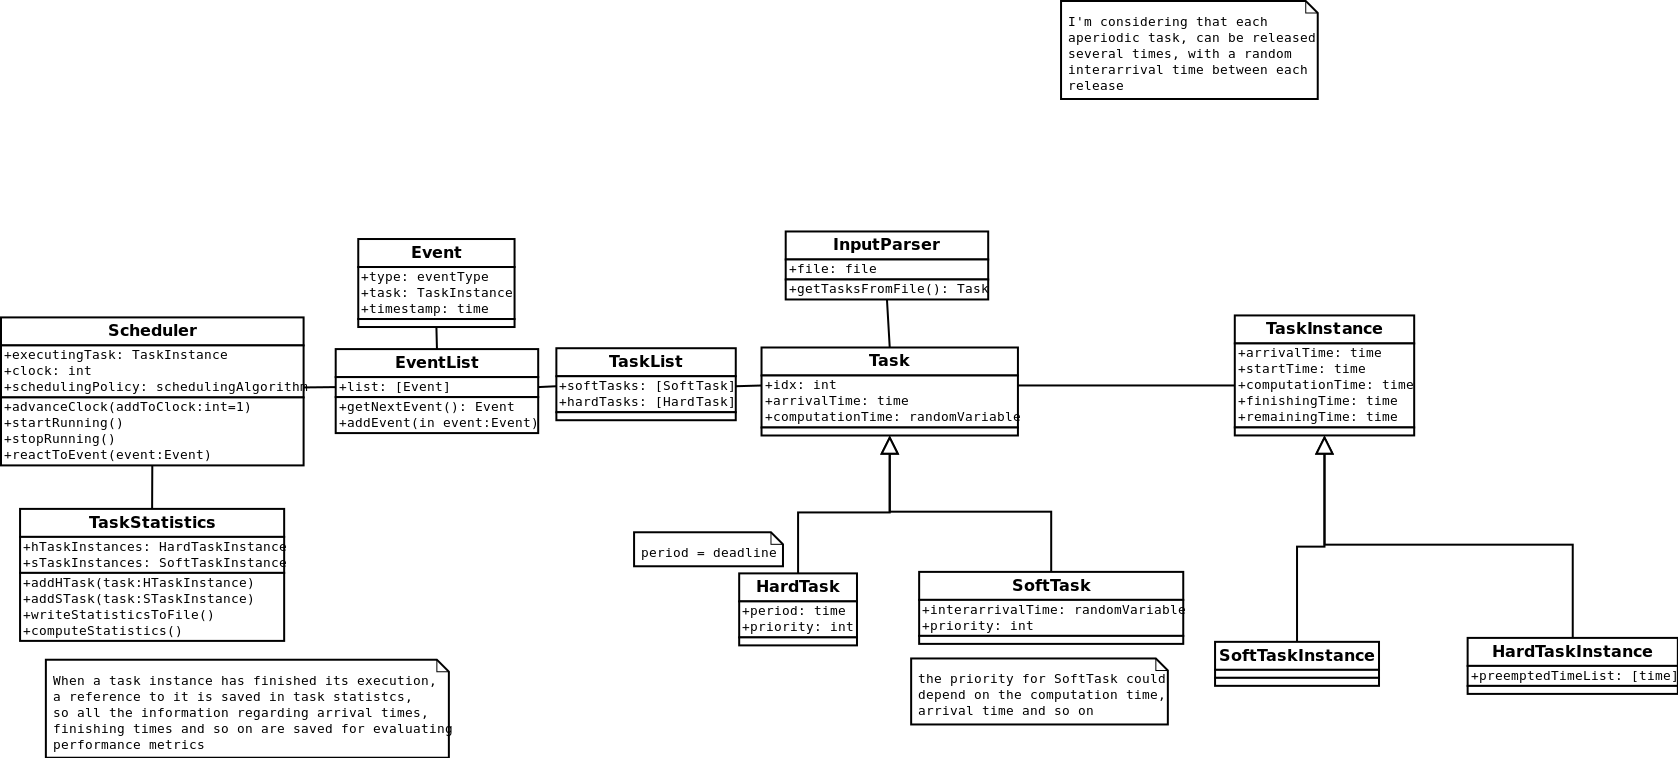 I'm considering that each
aperiodic task, can be released
several times, with a random
interarrival time between each
release
Event
+type: eventType
+task: TaskInstance
+timestamp: time
InputParser
+file: file
+getTasksFromFile(): Task
Scheduler
+executingTask: TaskInstance
+clock: int
+schedulingPolicy: schedulingAlgorithm
+advanceClock(addToClock:int=1)
+startRunning()
+stopRunning()
+reactToEvent(event:Event)
EventList
+list: [Event]
+getNextEvent(): Event
+addEvent(in event:Event)
TaskList
+softTasks: [SoftTask]
+hardTasks: [HardTask]
Task
+idx: int
+arrivalTime: time
+computationTime: randomVariable
TaskInstance
+arrivalTime: time
+startTime: time
+computationTime: time
+finishingTime: time
+remainingTime: time
TaskStatistics
+hTaskInstances: HardTaskInstance
+sTaskInstances: SoftTaskInstance
+addHTask(task:HTaskInstance)
+addSTask(task:STaskInstance)
+writeStatisticsToFile()
+computeStatistics()
period = deadline
HardTask
+period: time
+priority: int
SoftTask
+interarrivalTime: randomVariable
+priority: int
SoftTaskInstance
HardTaskInstance
+preemptedTimeList: [time]
When a task instance has finished its execution,
a reference to it is saved in task statistcs,
so all the information regarding arrival times,
finishing times and so on are saved for evaluating
performance metrics
the priority for SoftTask could
depend on the computation time,
arrival time and so on